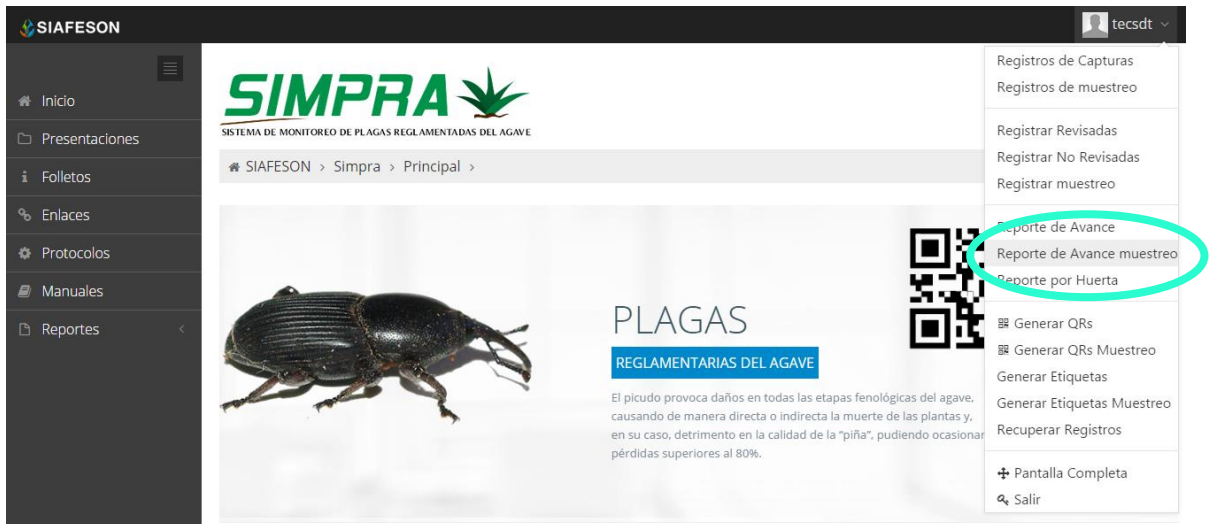 SIAFESON
tecsdt
Inicio
Presentaciones
Folletos
Enlaces
Protocolos
Manuales
Reportes
SIMPRA
SISTEMA DE MONITOREO DE PLAGAS REGLAMENTADAS DEL AGAVE
SIAFESON > Simpra > Principal >
PLAGAS
REGLAMENTARIAS DEL AGAVE
El picudo provoca daños en todas las etapas fenológicas del agave,
causando de manera directa o indirecta la muerte de las plantas y,
en su caso, detrimento en la calidad de la "piña", pudiendo ocasionar
pérdidas superiores al 80%.
Registros de Capturas
Registros de muestreo
Registrar Revisadas
Registrar No Revisadas
Registrar muestreo
Reporte de Avance
Reporte de Avance muestreo
Reporte por Huerta
Generar QRs
Generar QRs Muestreo
Generar Etiquetas
Generar Etiquetas Muestreo
Recuperar Registros
Pantalla Completa
Salir